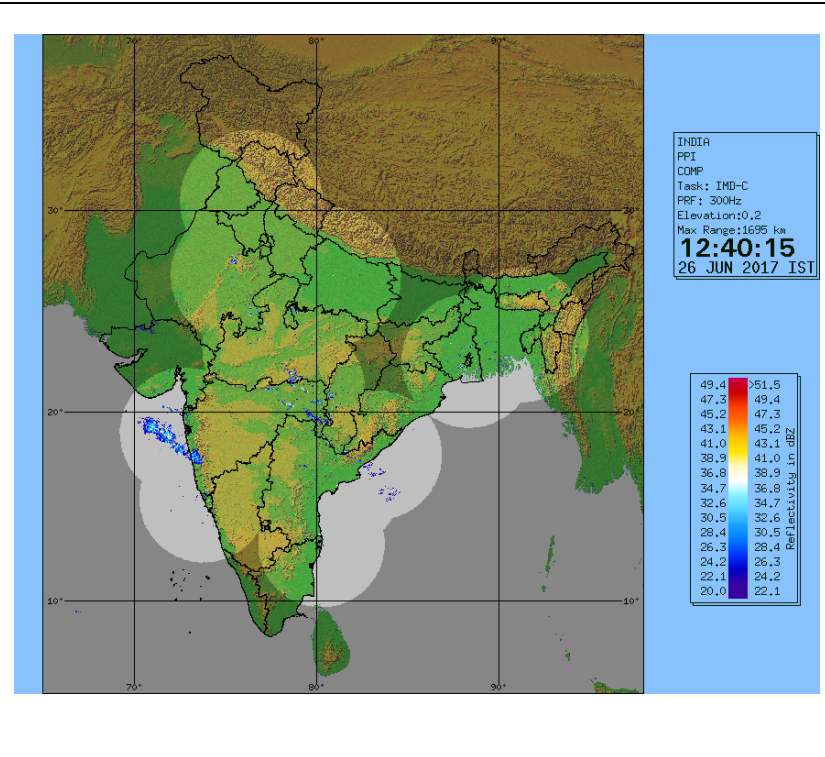 70° 80° 90°
30° 30°
20° 20°
10° 10°
70° 80° 90°
INDIA
PPI
COMP
Task: IMD-C
PRF: 300Hz
Elevation:0.2
Max Range:1695 km
12:40:15
26 JUN 2017 IST
49.4 >51.5
47.3 49.4
45.2 47.3
43.1 45.2
41.0 43.1
38.9 41.0
36.8 38.9
34.7 36.8
32.6 34.7
30.5 32.6
28.4 30.5
26.3 28.4
24.2 26.3
22.1 24.2
20.0 22.1
Reflectivity in dBZ